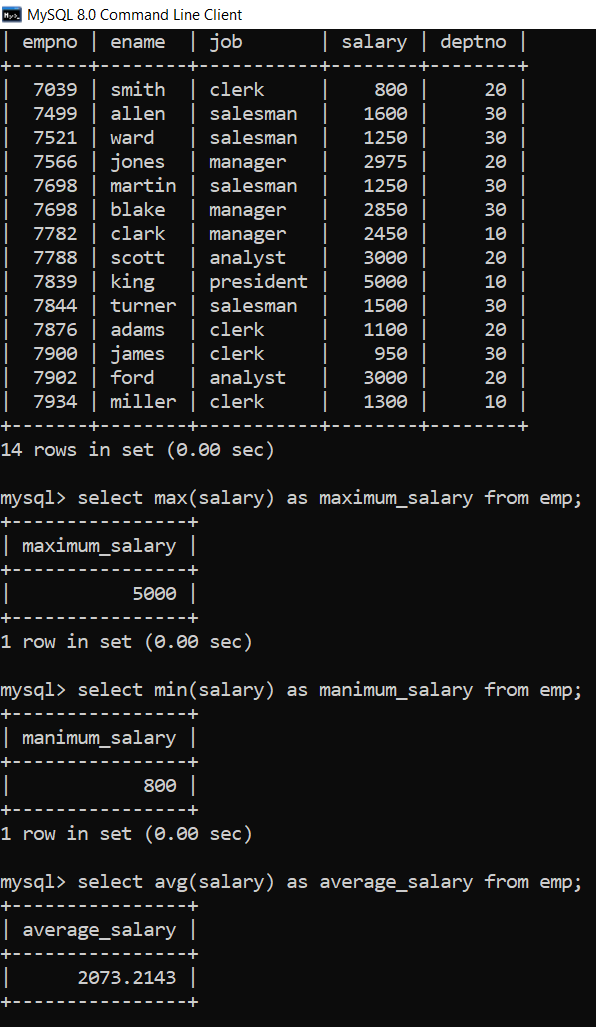 MySQL 8.0 Command Line Client
| empno | ename  | job       | salary | deptno |
+-------+--------+-----------+--------+--------+
|  7039 | smith  | clerk     |    800 |     20 |
|  7499 | allen  | salesman  |   1600 |     30 |
|  7521 | ward   | salesman  |   1250 |     30 |
|  7566 | jones  | manager   |   2975 |     20 |
|  7698 | martin | salesman  |   1250 |     30 |
|  7698 | blake  | manager   |   2850 |     30 |
|  7782 | clark  | manager   |   2450 |     10 |
|  7788 | scott  | analyst   |   3000 |     20 |
|  7839 | king   | president |   5000 |     10 |
|  7844 | turner | salesman  |   1500 |     30 |
|  7876 | adams  | clerk     |   1100 |     20 |
|  7900 | james  | clerk     |    950 |     30 |
|  7902 | ford   | analyst   |   3000 |     20 |
|  7934 | miller | clerk     |   1300 |     10 |
+-------+--------+-----------+--------+--------+
14 rows in set (0.00 sec)
mysql> select max(salary) as maximum_salary from emp;
+----------------+
| maximum_salary |
+----------------+
|           5000 |
+----------------+
1 row in set (0.00 sec)
mysql> select min(salary) as manimum_salary from emp;
+----------------+
| manimum_salary |
+----------------+
|            800 |
+----------------+
1 row in set (0.00 sec)
mysql> select avg(salary) as average_salary from emp;
+----------------+
| average_salary |
+----------------+
|      2073.2143 |
+----------------+